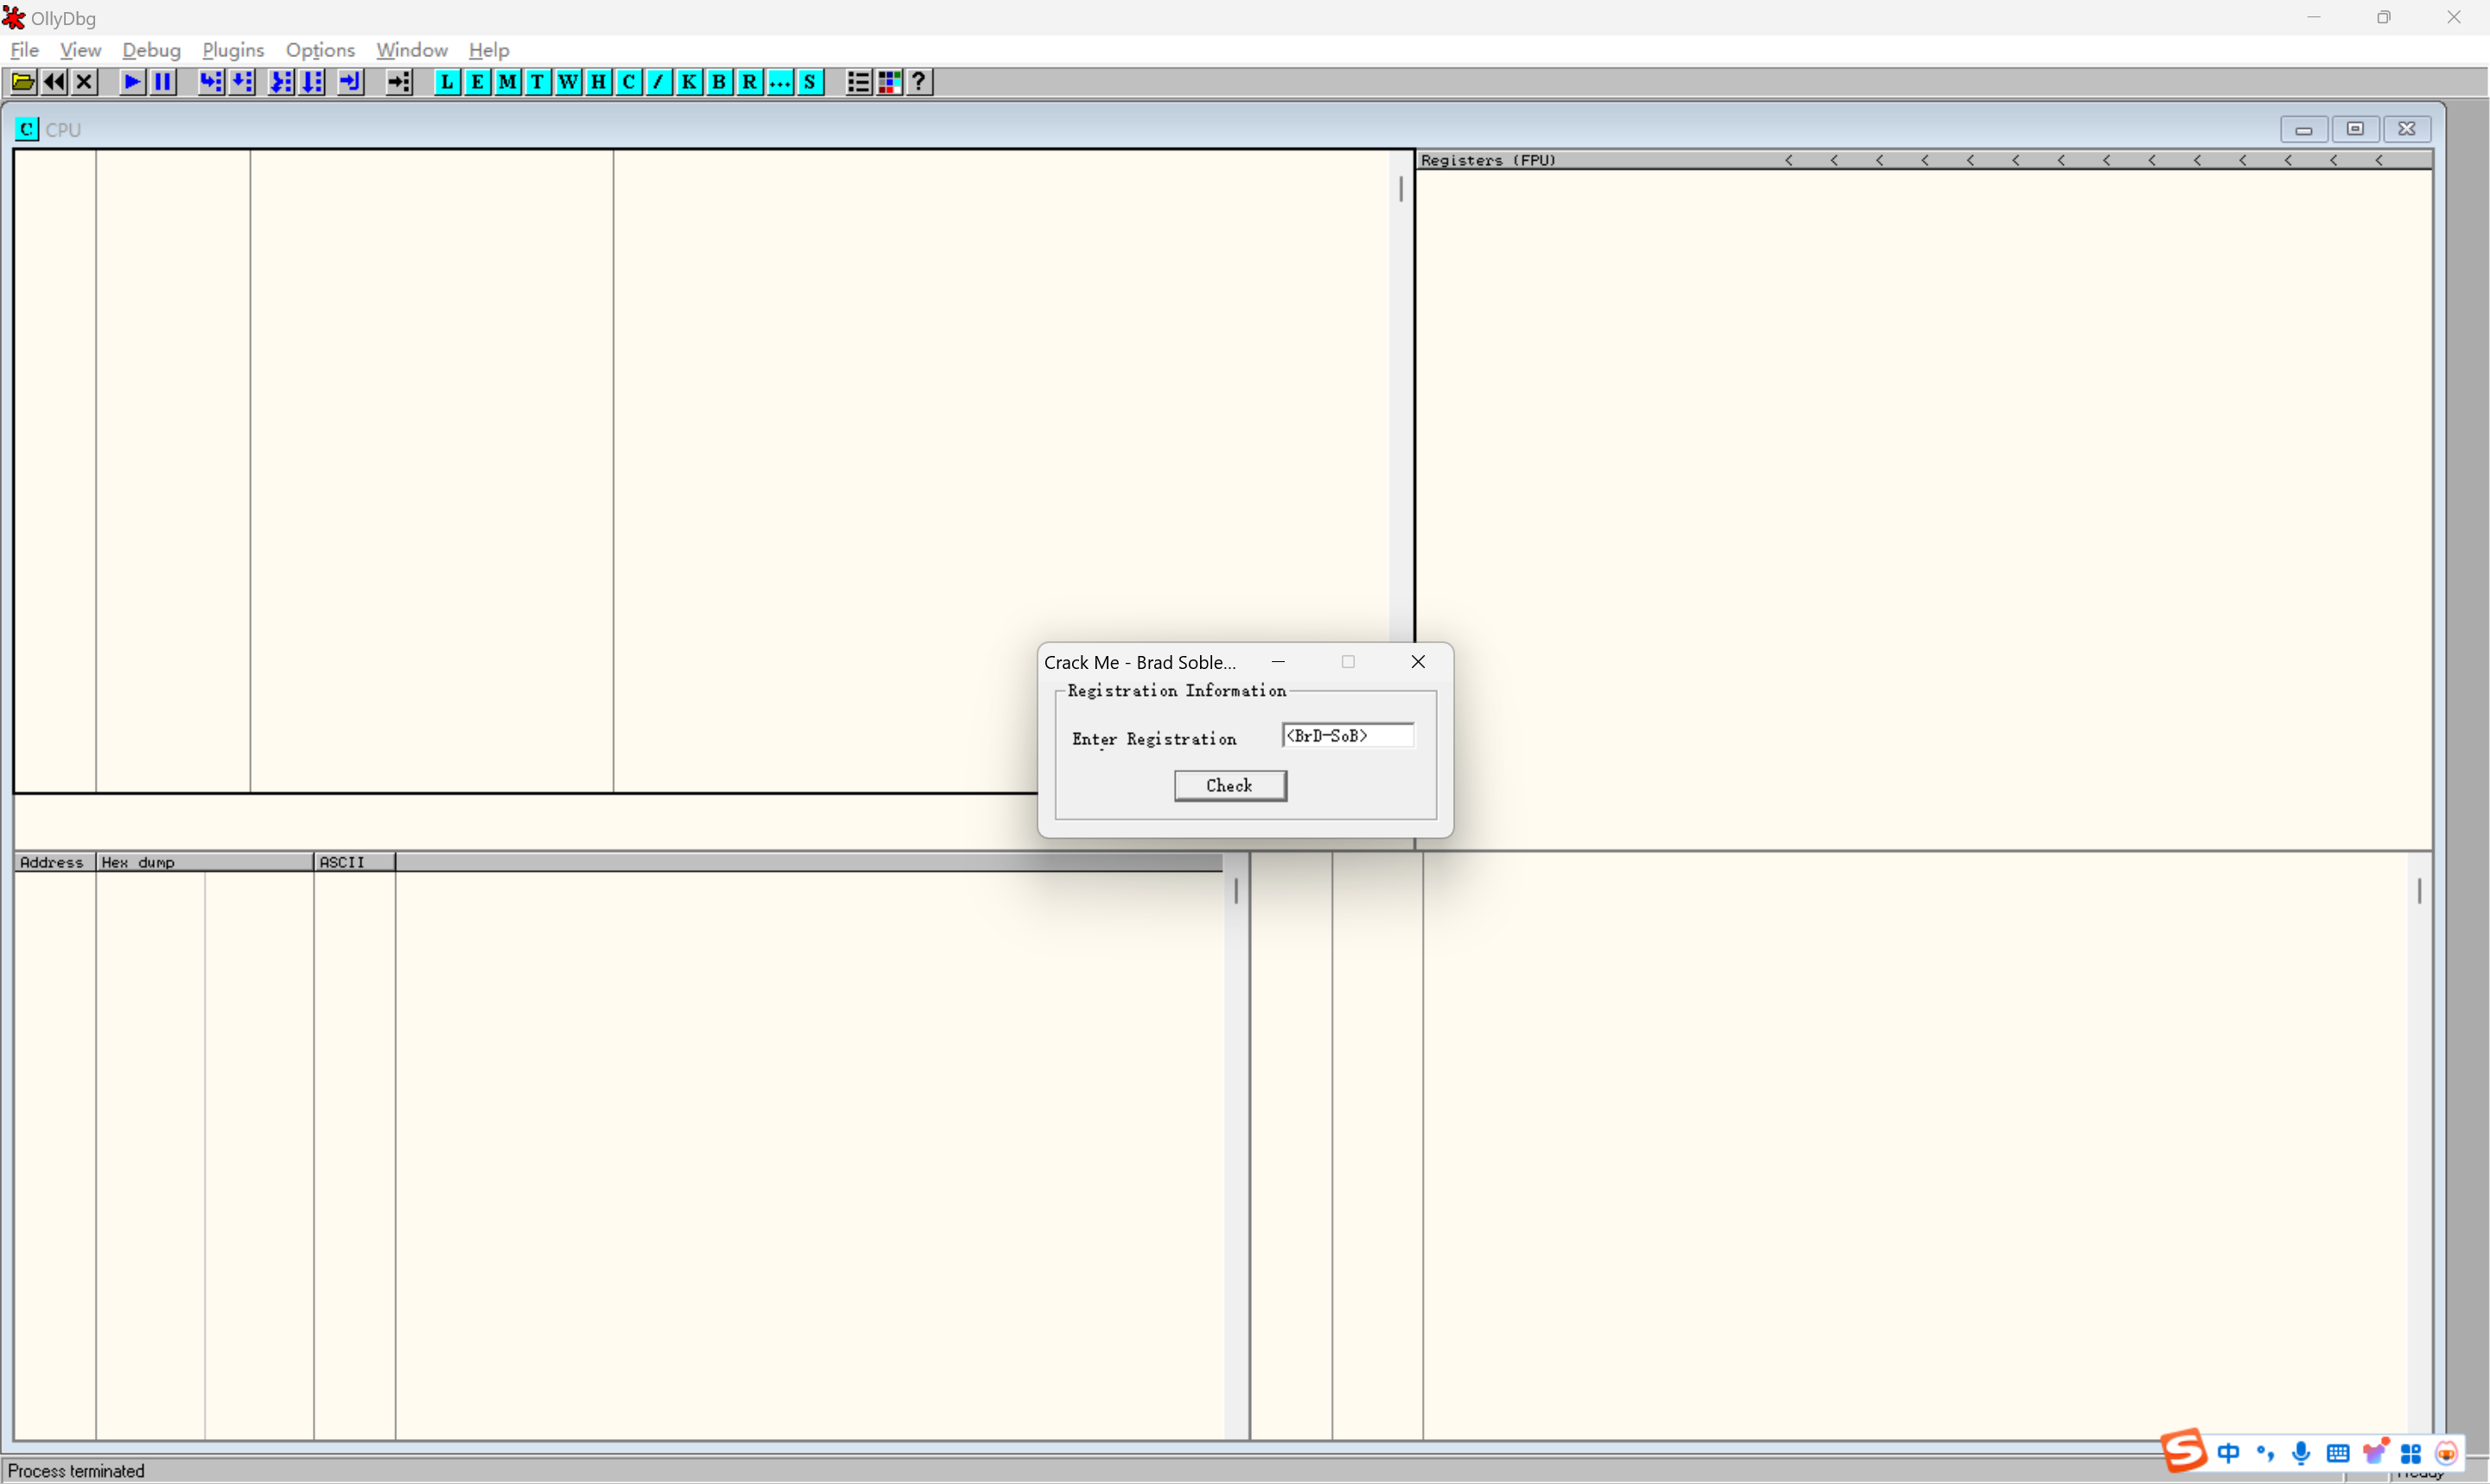 OllyDbg
File View Debug Plugins Options Window Help
L E M T W H C / K B R ... S ?
C CPU
Registers (FPU) < < < < < < < < < < < < < <
Crack Me - Brad Soble...
Registration Information
Enter Registration <BrD-SoB>
Check
Address Hex dump ASCII
S 中
Process terminated